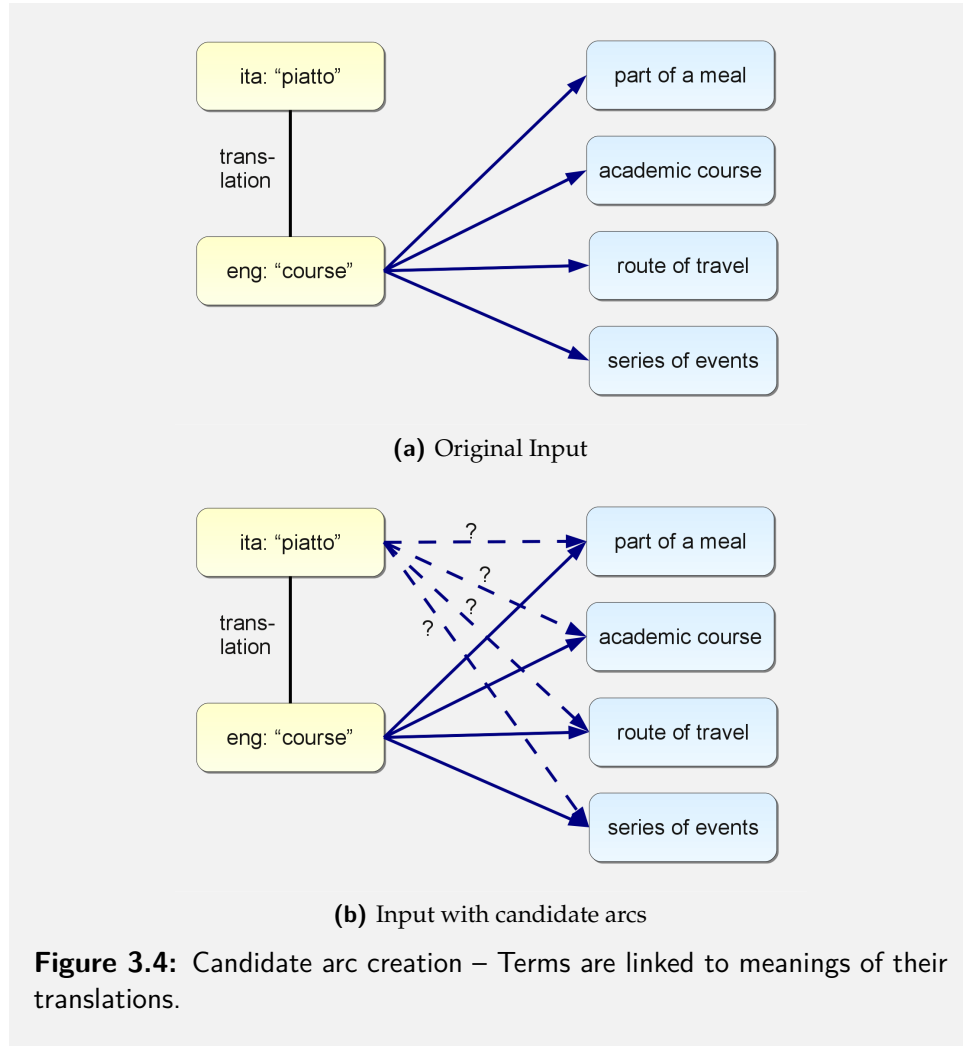 ita: “piatto”
part of a meal
trans-
lation
academic course
eng: “course”
route of travel
series of events
(a) Original Input
ita: “piatto”
?
part of a meal
?
?
?
trans-
lation
academic course
eng: “course”
route of travel
series of events
(b) Input with candidate arcs
Figure 3.4: Candidate arc creation – Terms are linked to meanings of their
translations.